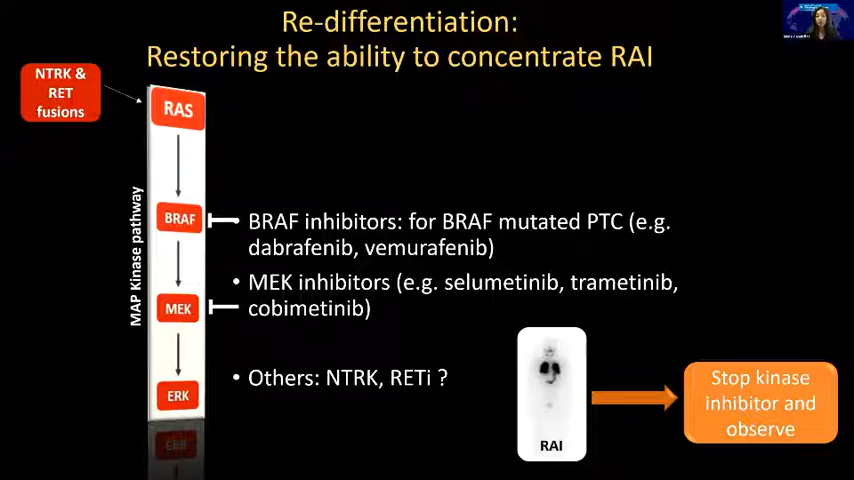 Re-differentiation:
Restoring the ability to concentrate RAI
NTRK &
RET
fusions
RAS
MAP Kinase pathway
BRAF
• BRAF inhibitors: for BRAF mutated PTC (e.g.
dabrafenib, vemurafenib)
• MEK inhibitors (e.g. selumetinib, trametinib,
MEK
cobimetinib)
• Others: NTRK, RETi ?
ERK
RAI
Stop kinase
inhibitor and
observe